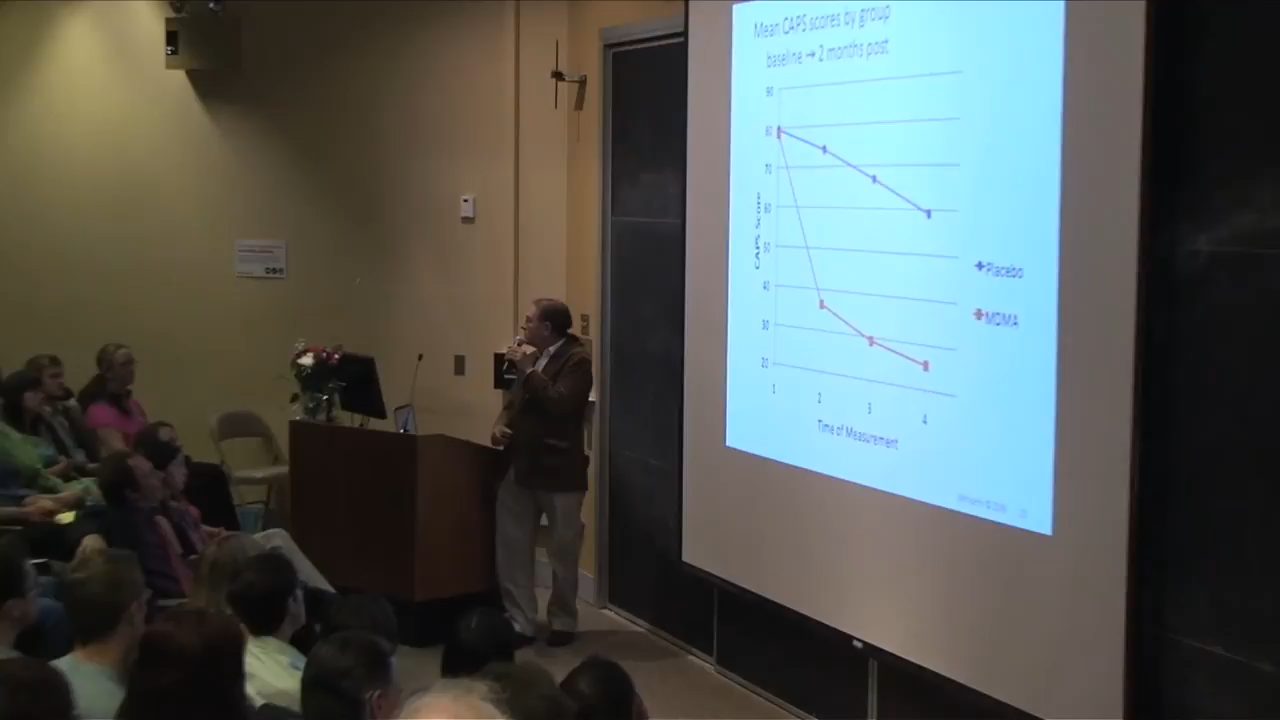 Mean CAPS scores by group
baseline → 2 months post
90
80
70
60
50
40
30
20
CAPS Score
1 2 3 4
Time of Measurement
Placebo
MDMA